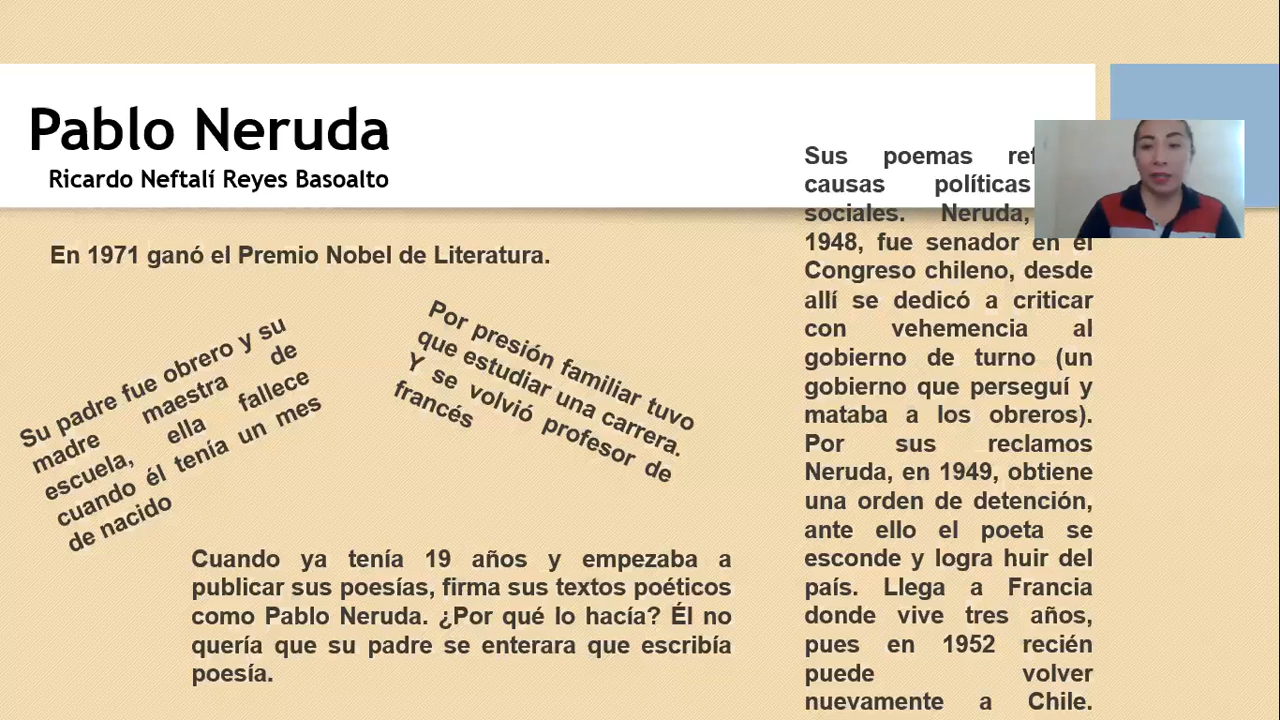 Pablo Neruda
Ricardo Neftalí Reyes Basoalto
En 1971 ganó el Premio Nobel de Literatura.
Su padre fue obrero y su
madre maestra de
escuela, ella fallece
cuando él tenía un mes
de nacido
Por presión familiar tuvo
que estudiar una carrera.
Y se volvió profesor de
francés
Cuando ya tenía 19 años y empezaba a
publicar sus poesías, firma sus textos poéticos
como Pablo Neruda. ¿Por qué lo hacía? Él no
quería que su padre se enterara que escribía
poesía.
Sus poemas
causas políticas
sociales. Neruda,
1948, fue senador en el
Congreso chileno, desde
allí se dedicó a criticar
con vehemencia al
gobierno de turno (un
gobierno que perseguí y
mataba a los obreros).
Por sus reclamos
Neruda, en 1949, obtiene
una orden de detención,
ante ello el poeta se
esconde y logra huir del
país. Llega a Francia
donde vive tres años,
pues en 1952 recién
puede volver
nuevamente a Chile.